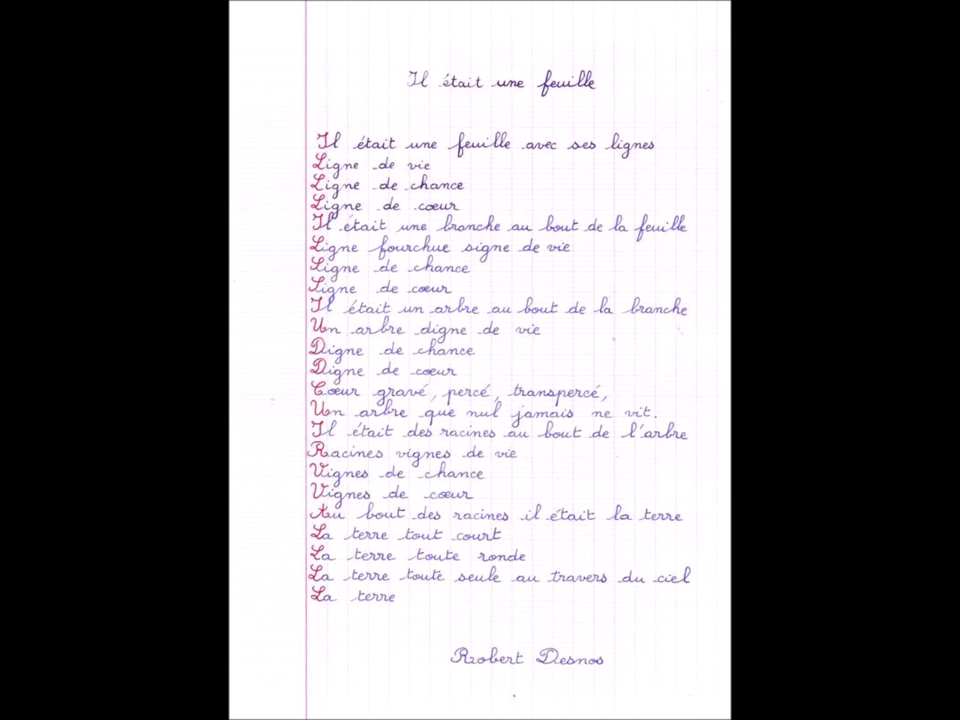 Il était une feuille
Il était une feuille avec ses lignes
Ligne de vie
Ligne de chance
Ligne de cœur
Il était une branche au bout de la feuille
Ligne fourchue signe de vie
Ligne de chance
Ligne de cœur
Il était un arbre au bout de la branche
Un arbre digne de vie
Digne de chance
Digne de cœur
Cœur gravé, percé, transpercé,
Un arbre que nul jamais ne vit.
Il était des racines au bout de l'arbre
Racines vignes de vie
Vignes de chance
Vignes de cœur
Au bout des racines il était la terre
La terre tout court
La terre toute ronde
La terre toute seule au travers du ciel
La terre
Robert Desnos